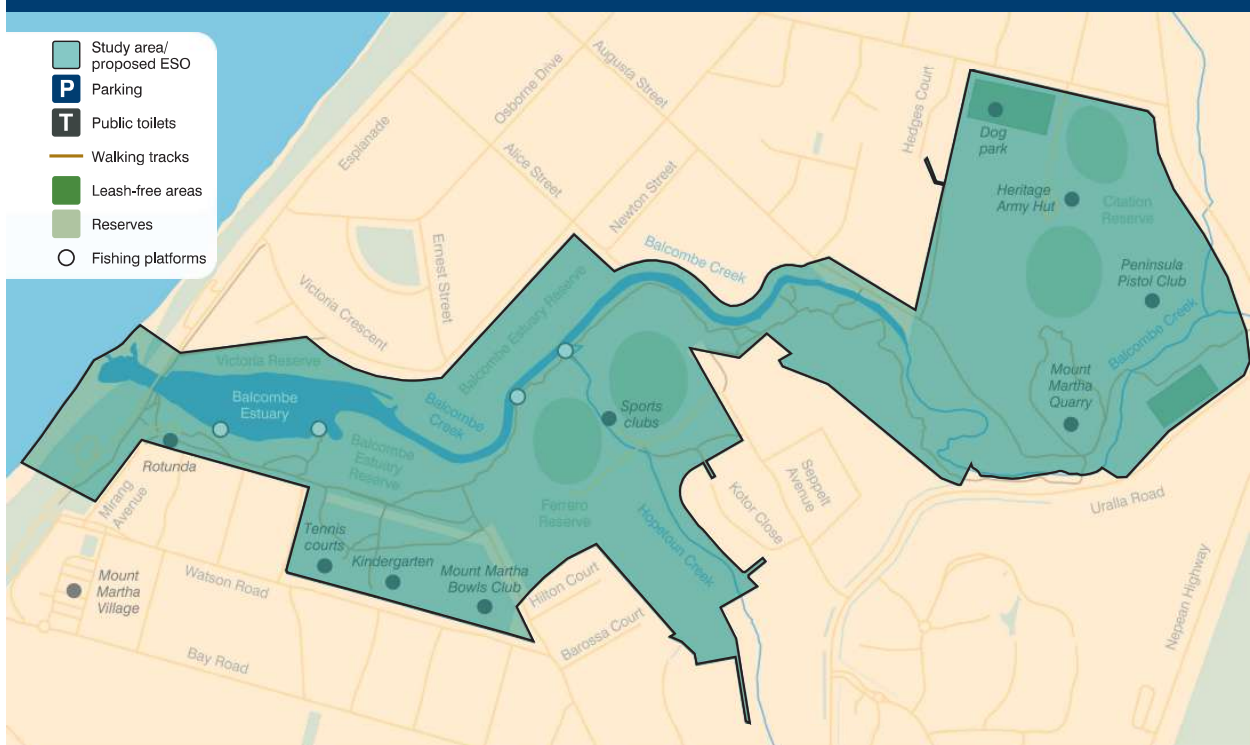 Study area/
proposed ESO
P
Parking
T
Public toilets
Walking tracks
Leash-free areas
Reserves
Fishing platforms
Esplanade
Osborne Drive
Augusta Street
Alice Street
Newton Street
Hedges Court
Dog
park
Heritage
Army Hut
Citation
Reserve
Peninsula
Pistol Club
Balcombe Creek
Ernest Street
Victoria Crescent
Balcombe Estuary Reserve
Balcombe Creek
Victoria Reserve
Balcombe
Estuary
Balcombe
Creek
Sports
clubs
Mount
Martha
Quarry
Rotunda
Balcombe
Estuary
Reserve
Mirang
Avenue
Ferrero
Reserve
Seppelt
Avenue
Kotor Close
Uralla Road
Hopetoun Creek
Tennis
courts
Kindergarten
Mount Martha
Bowls Club
Mount
Martha
Village
Watson Road
Hilton Court
Barossa Court
Bay Road
Nepean Highway